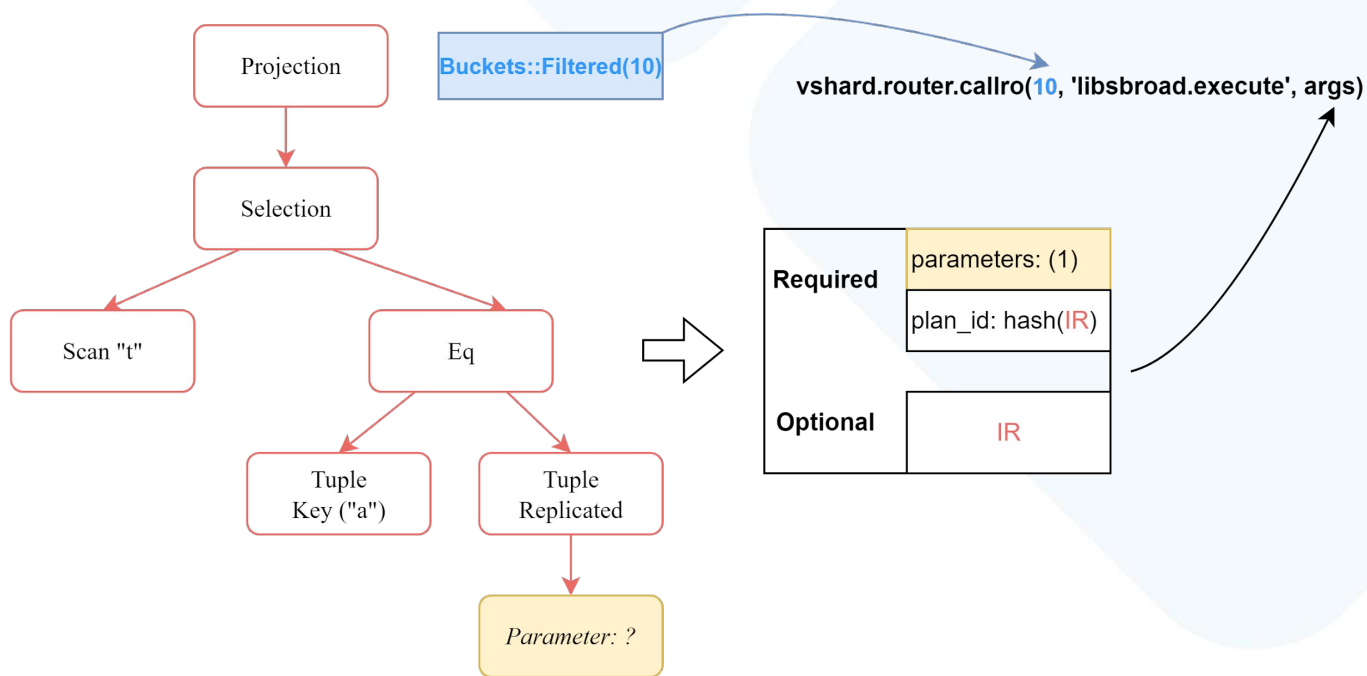 Projection
Buckets::Filtered(10)
vshard.router.callro(10, 'libsbroad.execute', args)
Selection
Scan "t"
Eq
Tuple
Key ("a")
Tuple
Replicated
Parameter: ?
Required
parameters: (1)
plan_id: hash(IR)
Optional
IR